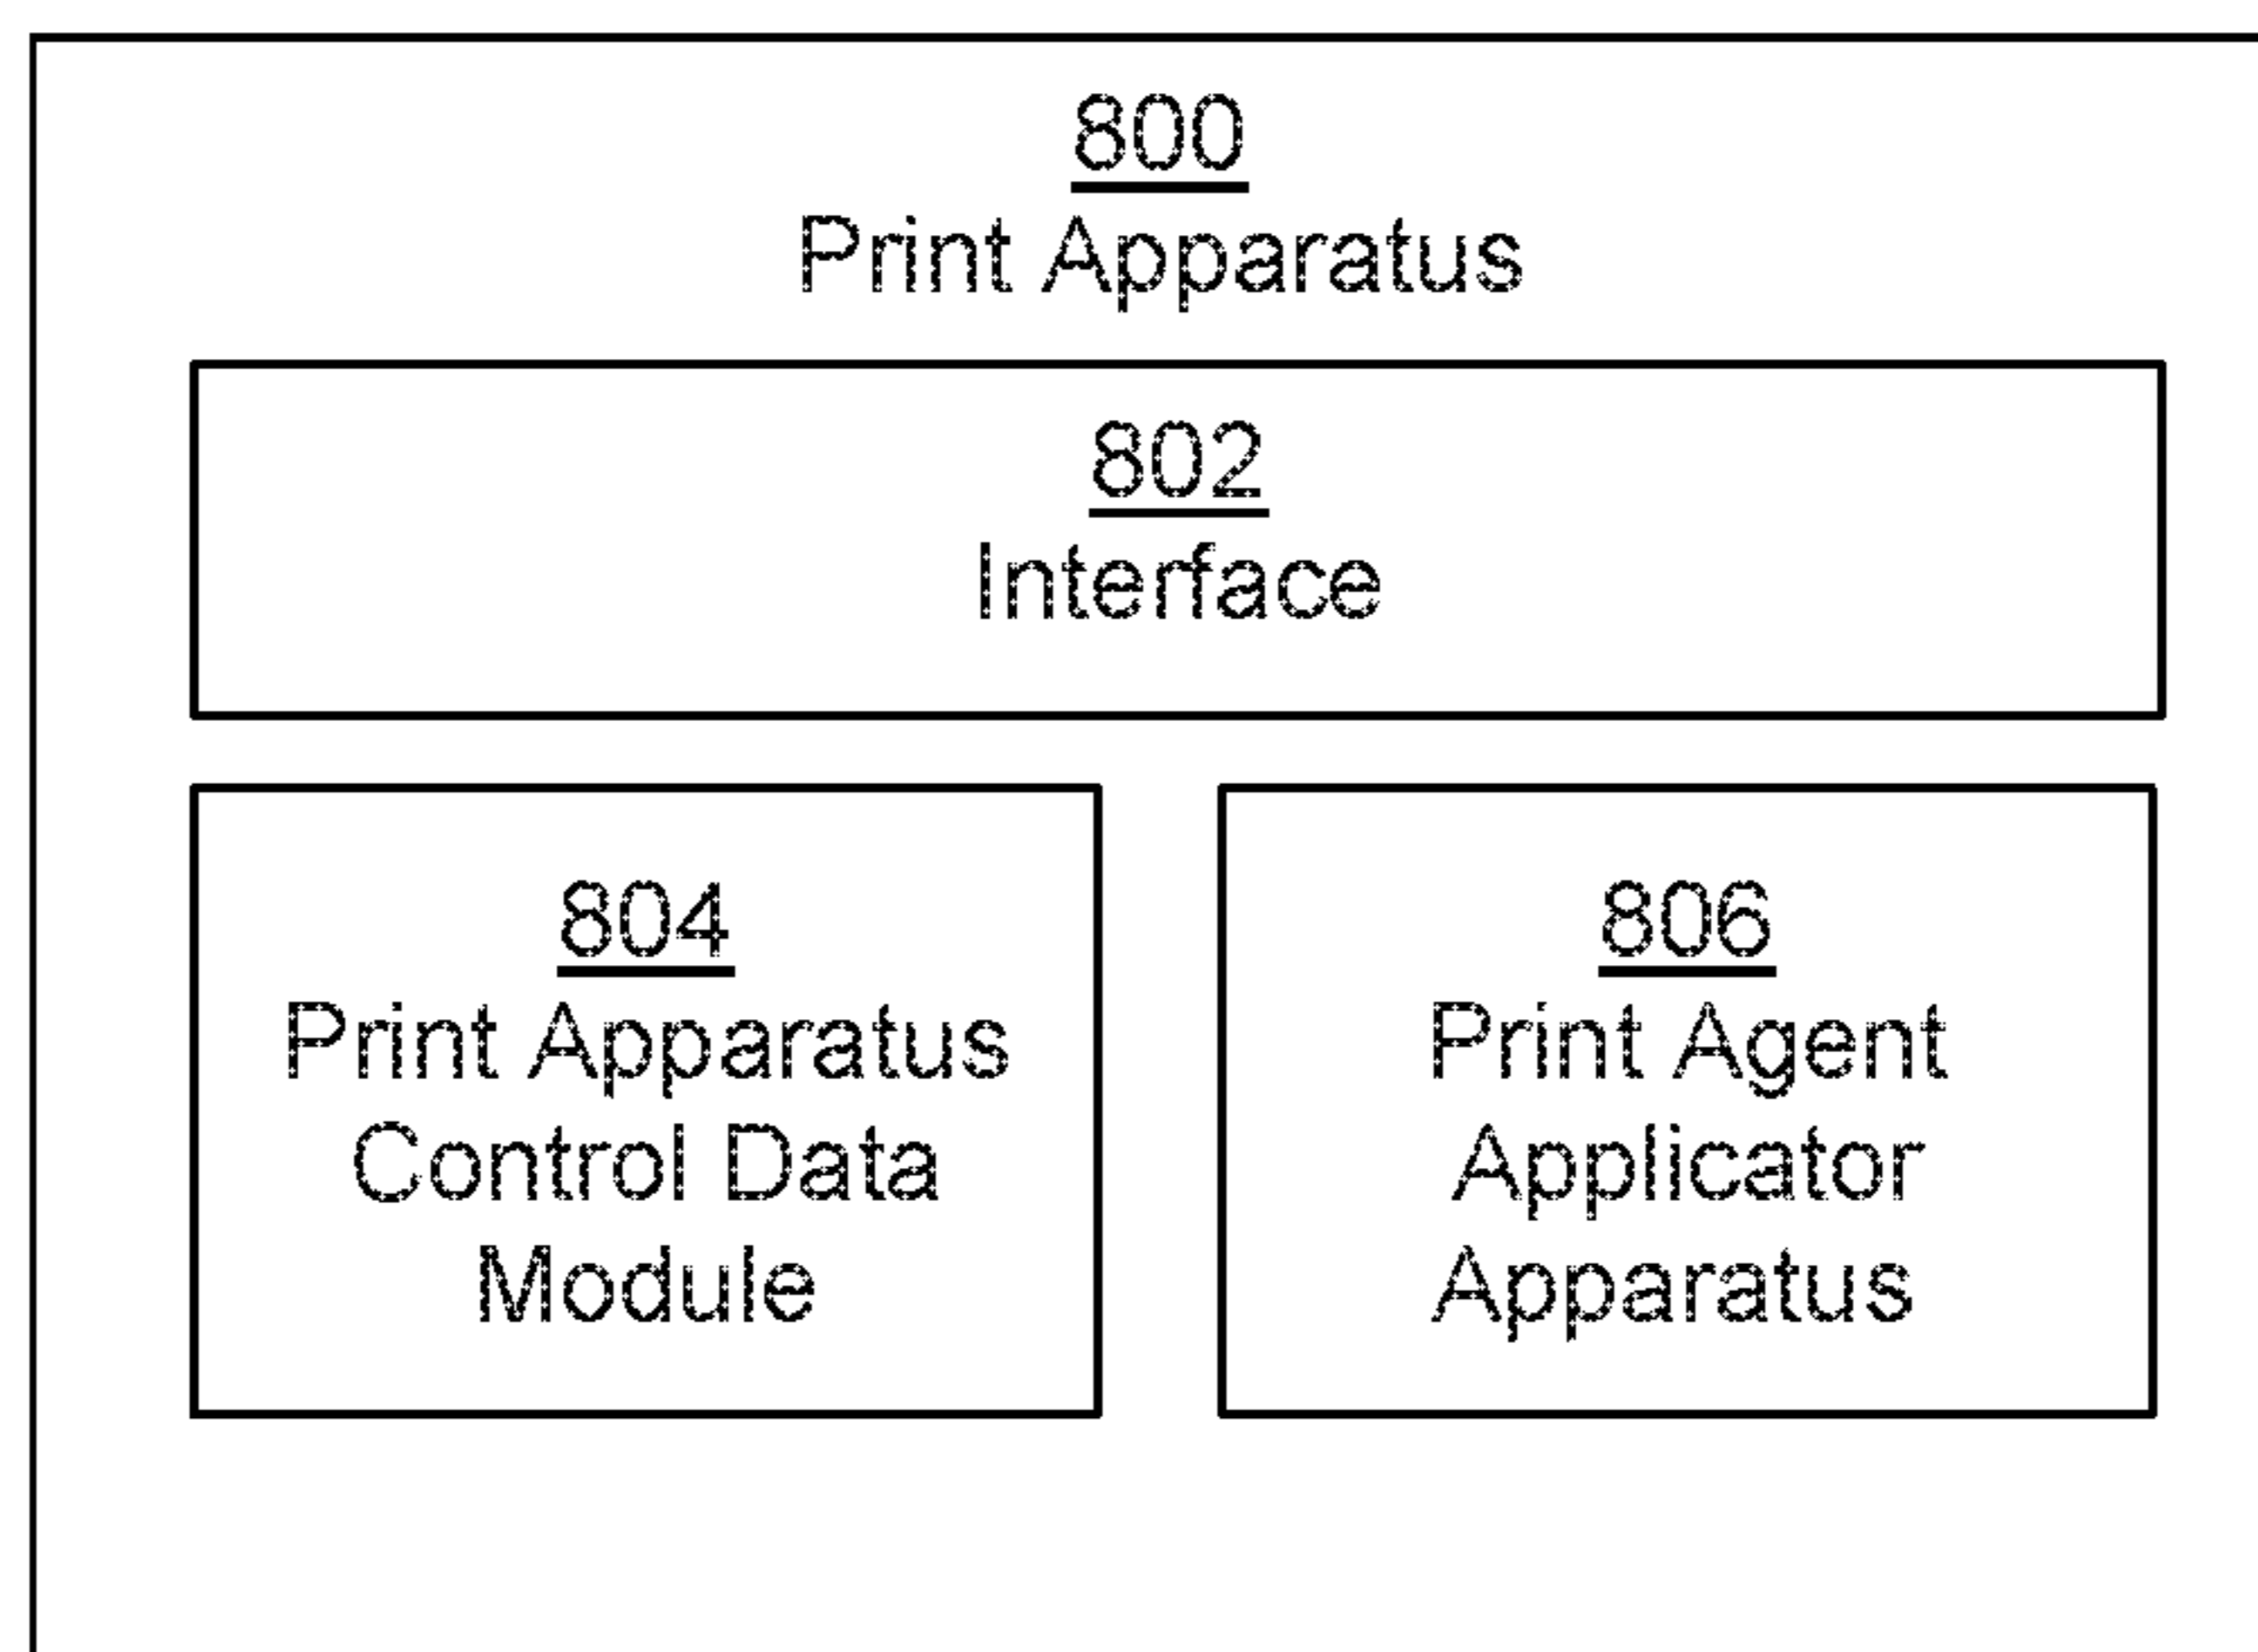 800
Print Apparatus
802
Interface
804
Print Apparatus
Control Data
Module
806
Print Agent
Applicator
Apparatus